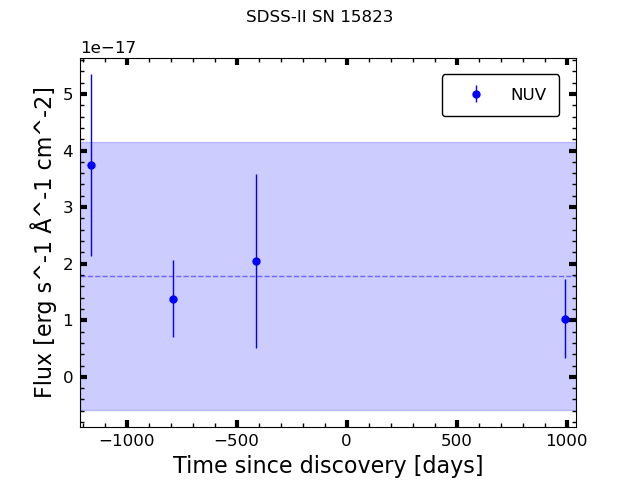 SDSS-II SN 15823
1e−17
NUV
5
4
3
2
1
0
Flux [erg s^-1 Å^-1 cm^-2]
−1000 −500 0 500 1000
Time since discovery [days]